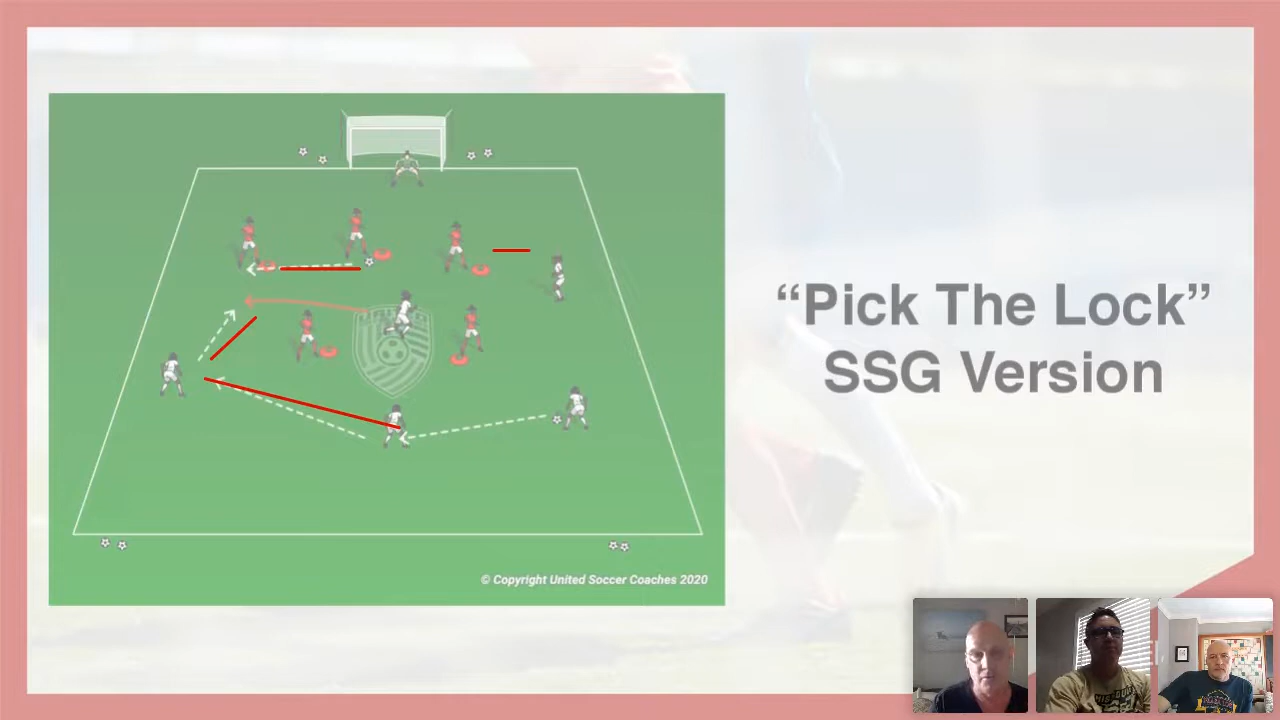 “Pick The Lock”
SSG Version
© Copyright United Soccer Coaches 2020